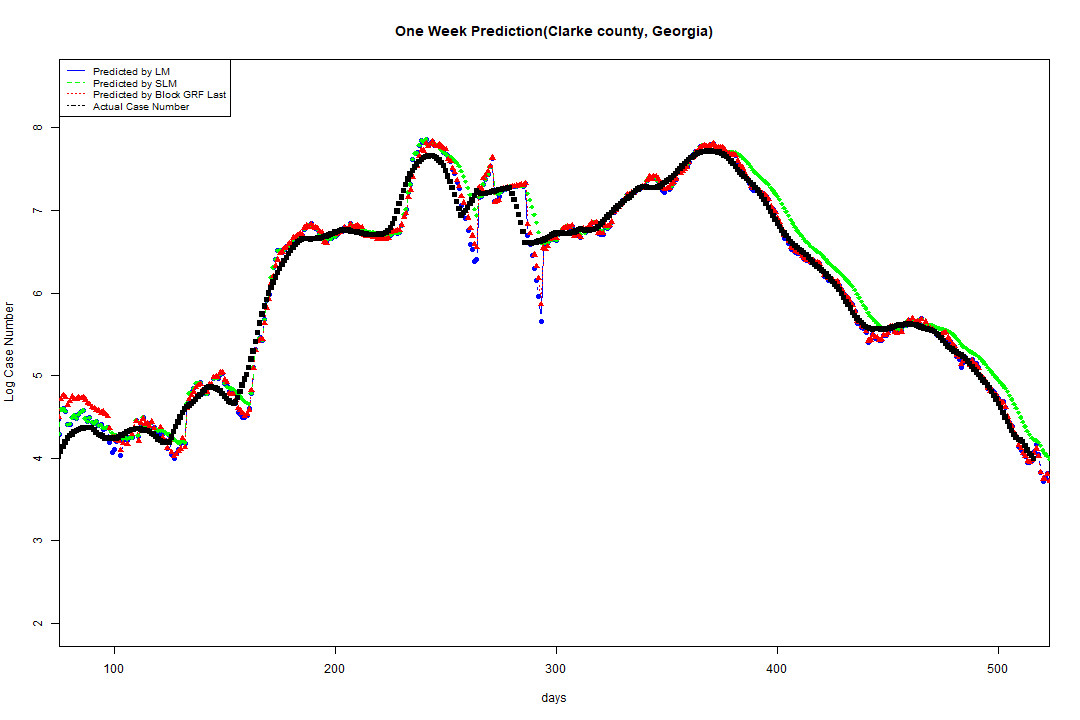 One Week Prediction(Clarke county, Georgia)
Predicted by LM
Predicted by SLM
Predicted by Block GRF Last
Actual Case Number
8
7
6
5
4
3
2
Log Case Number
100 200 300 400 500
days